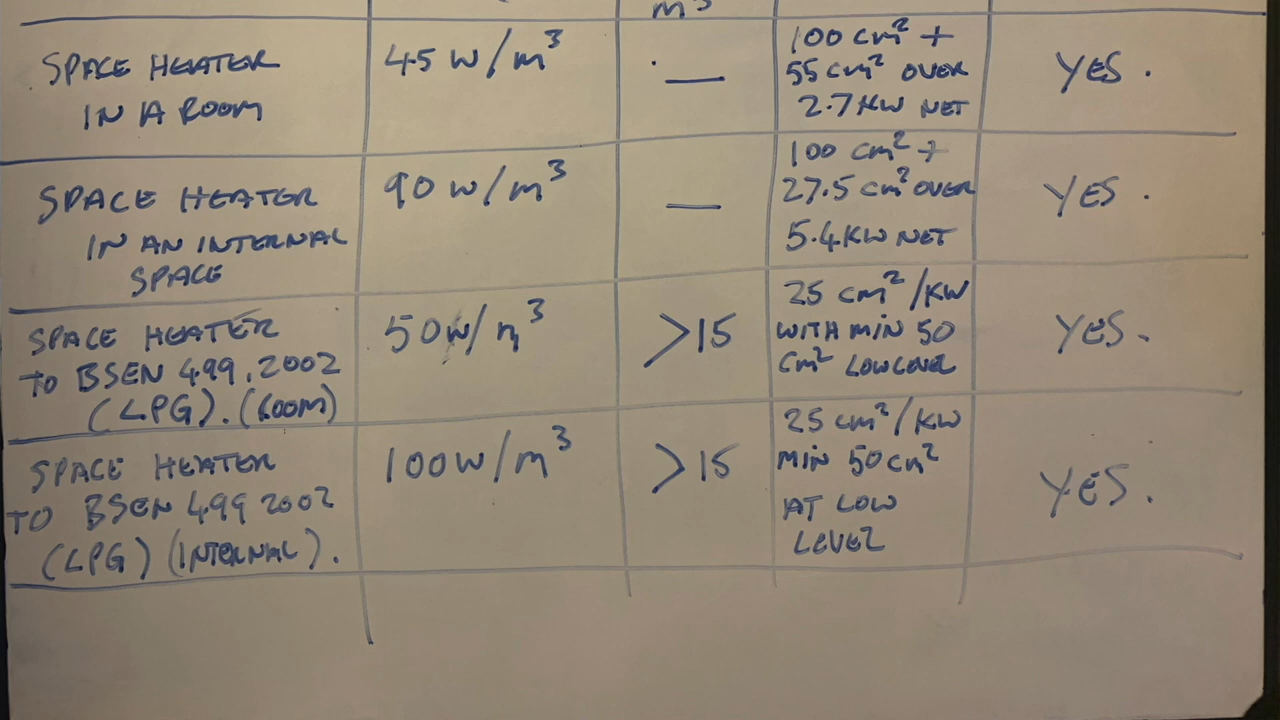 m³
SPACE HEATER
IN A ROOM
45 W/m³
—
100 cm² +
55 cm² OVER
2.7 KW NET
YES.
SPACE HEATER
IN AN INTERNAL
SPACE
90 W/m³
—
100 cm² +
27.5 cm² OVER
5.4 KW NET
YES.
SPACE HEATER
TO BSEN 499.2002
(LPG). (ROOM)
50 W/m³
>15
25 cm²/KW
WITH MIN 50
cm² LOW LEVEL
YES.
SPACE HEATER
TO BSEN 499 2002
(LPG) (INTERNAL).
100 W/m³
>15
25 cm²/KW
MIN 50 cm²
AT LOW
LEVEL
YES.